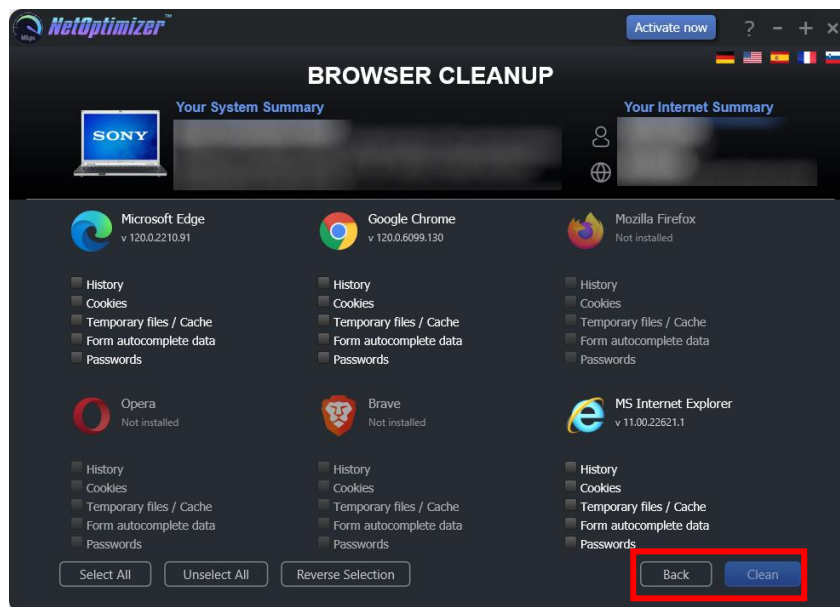 NetOptimizer™
Mbps
Activate now
?
BROWSER CLEANUP
Your System Summary
Your Internet Summary
SONY
Microsoft Edge
v 120.0.2210.91
Google Chrome
v 120.0.6099.130
Mozilla Firefox
Not installed
History
Cookies
Temporary files / Cache
Form autocomplete data
Passwords
History
Cookies
Temporary files / Cache
Form autocomplete data
Passwords
History
Cookies
Temporary files / Cache
Form autocomplete data
Passwords
Opera
Not installed
Brave
Not installed
MS Internet Explorer
v 11.00.22621.1
History
Cookies
Temporary files / Cache
Form autocomplete data
Passwords
History
Cookies
Temporary files / Cache
Form autocomplete data
Passwords
History
Cookies
Temporary files / Cache
Form autocomplete data
Passwords
Select All
Unselect All
Reverse Selection
Back
Clean